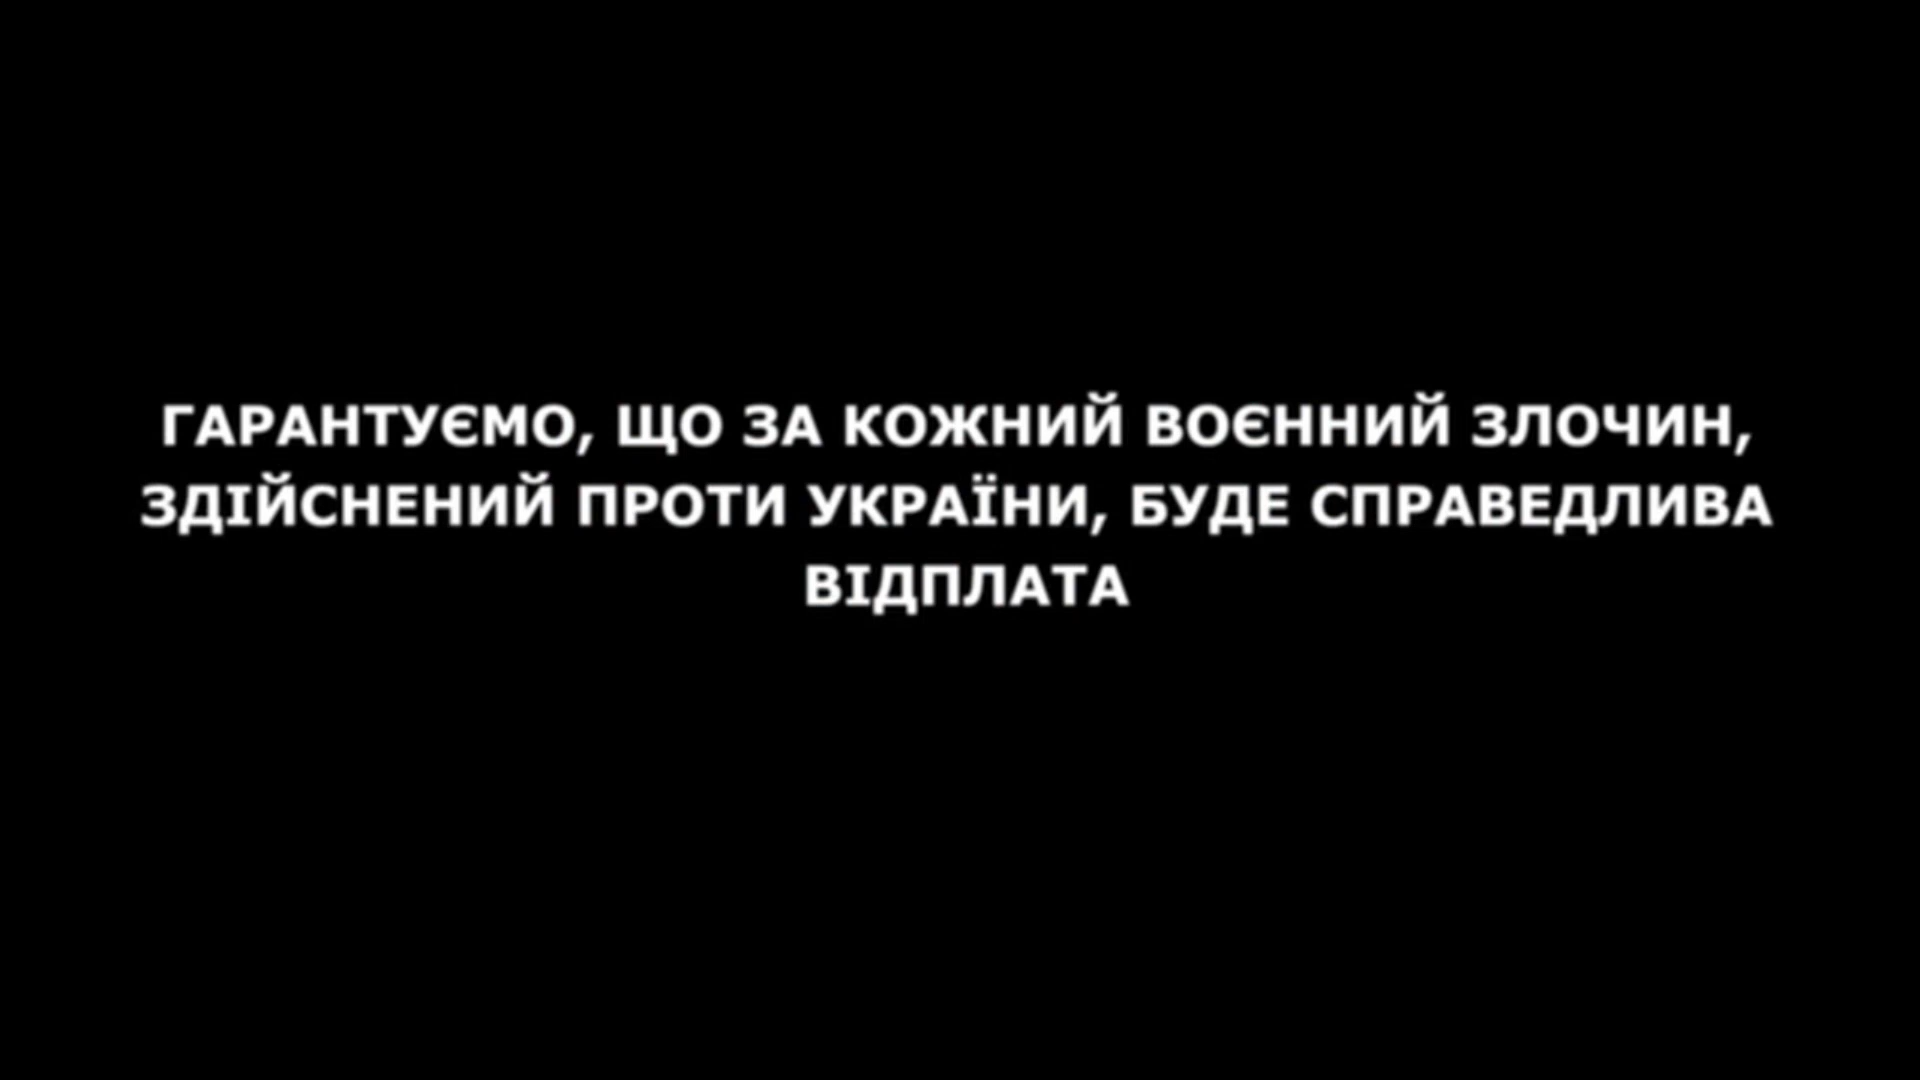 ГАРАНТУЄМО, ЩО ЗА КОЖНИЙ ВОЄННИЙ ЗЛОЧИН,
ЗДІЙСНЕНИЙ ПРОТИ УКРАЇНИ, БУДЕ СПРАВЕДЛИВА
ВІДПЛАТА